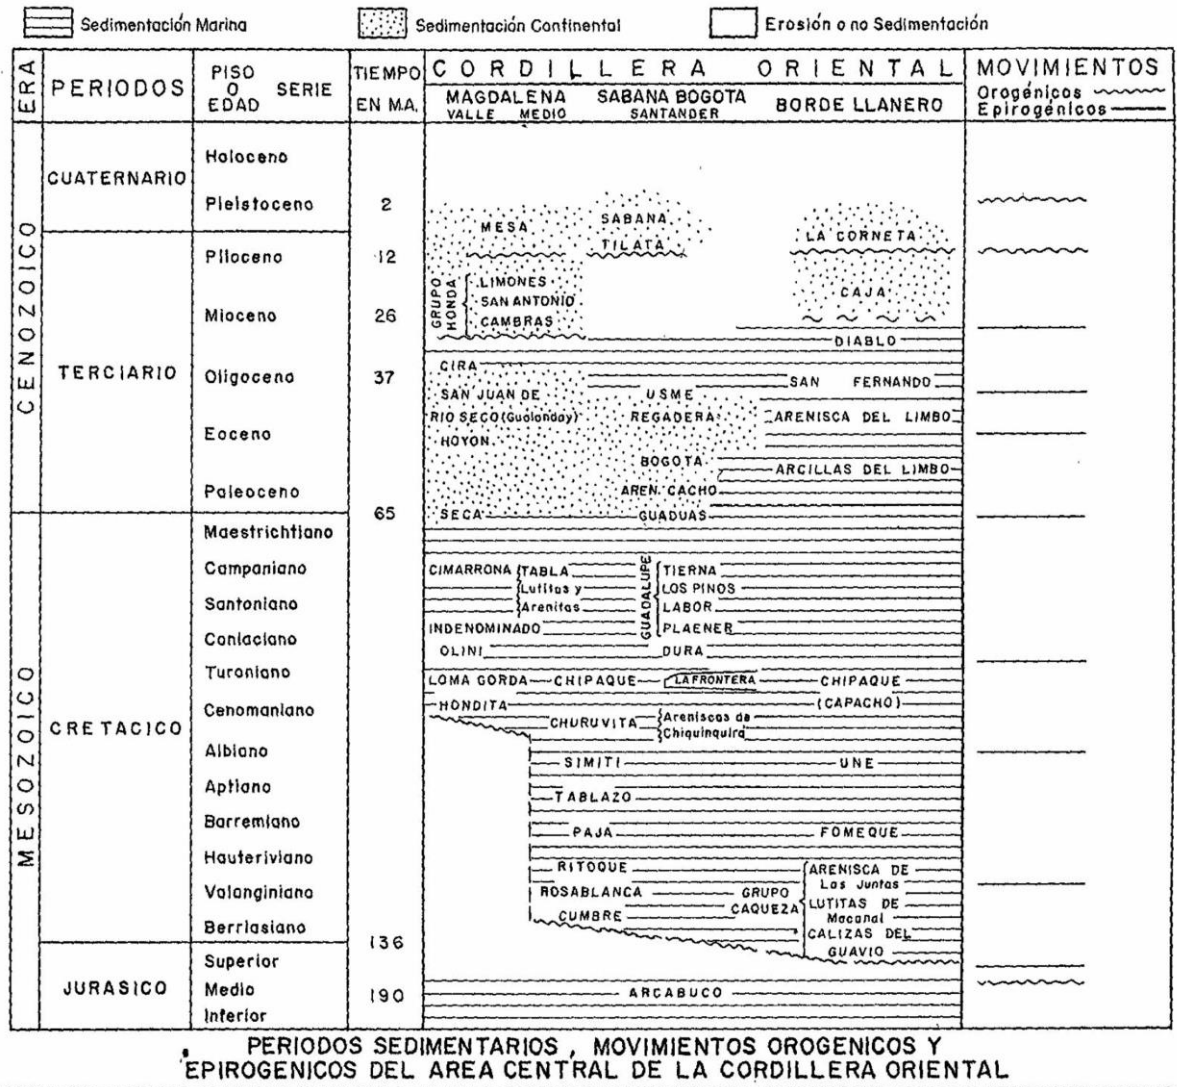 Sedimentación Marina
Sedimentación Continental
Erosión o no Sedimentación
ERA
PERIODOS
PISO O EDAD SERIE
TIEMPO EN M.A.
CORDILLERA ORIENTAL
MAGDALENA VALLE MEDIO
SABANA BOGOTA SANTANDER
BORDE LLANERO
MOVIMIENTOS
Orogénicos
Epirogénicos
CENOZOICO
CUATERNARIO
Holoceno
Pleistoceno
2
MESA
SABANA
TILATA
LA CORNETA
TERCIARIO
Plioceno
12
GRUPO HONDA
LIMONES
SAN ANTONIO
CAMBRAS
CAJA
Mioceno
26
DIABLO
CIRA
Oligoceno
37
SAN FERNANDO
SAN JUAN DE
RIO SECO (Gualanday)
USME
REGADERA
ARENISCA DEL LIMBO
Eoceno
HOYON
BOGOTA
ARCILLAS DEL LIMBO
Paleoceno
AREN. CACHO
65
SECA
GUADUAS
MESOZOICO
CRETACICO
Maestrichtiano
Campaniano
CIMARRONA
TABLA
Lutitas y
Arenitas
GUADALUPE
TIERNA
LOS PINOS
LABOR
PLAENER
Santoniano
Coniaciano
INDENOMINADO
OLINI
DURA
Turoniano
LOMA GORDA
CHIPAQUE
LA FRONTERA
CHIPAQUE
(CAPACHO)
Cenomaniano
HONDITA
CHURUVITA
Areniscas de
Chiquinquirá
Albiano
SIMITI
UNE
Aptiano
TABLAZO
Barremiano
PAJA
FOMEQUE
Hauteriviano
RITOQUE
ARENISCA DE
Las Juntas
Valanginiano
ROSABLANCA
GRUPO
CAQUEZA
LUTITAS DE
Macanal
Berriasiano
CUMBRE
CALIZAS DEL
GUAVIO
136
JURASICO
Superior
Medio
190
ARCABUCO
Inferior
PERIODOS SEDIMENTARIOS, MOVIMIENTOS OROGENICOS Y
EPIROGENICOS DEL AREA CENTRAL DE LA CORDILLERA ORIENTAL